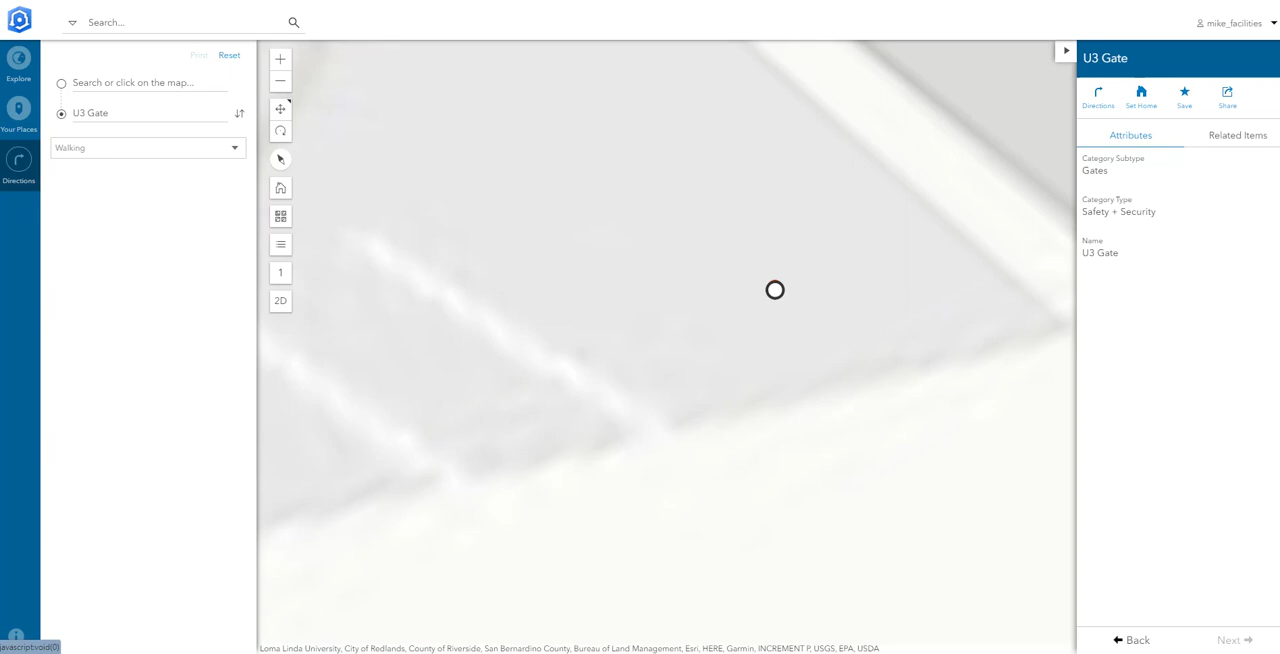 Search...
mike_facilities
Explore
Your Places
Directions
Print Reset
Search or click on the map...
U3 Gate
Walking
1
2D
U3 Gate
Directions Set Home Save Share
Attributes Related Items
Category Subtype
Gates
Category Type
Safety + Security
Name
U3 Gate
Back Next
javascript:void(0)
Loma Linda University, City of Redlands, County of Riverside, San Bernardino County, Bureau of Land Management, Esri, HERE, Garmin, INCREMENT P, USGS, EPA, USDA